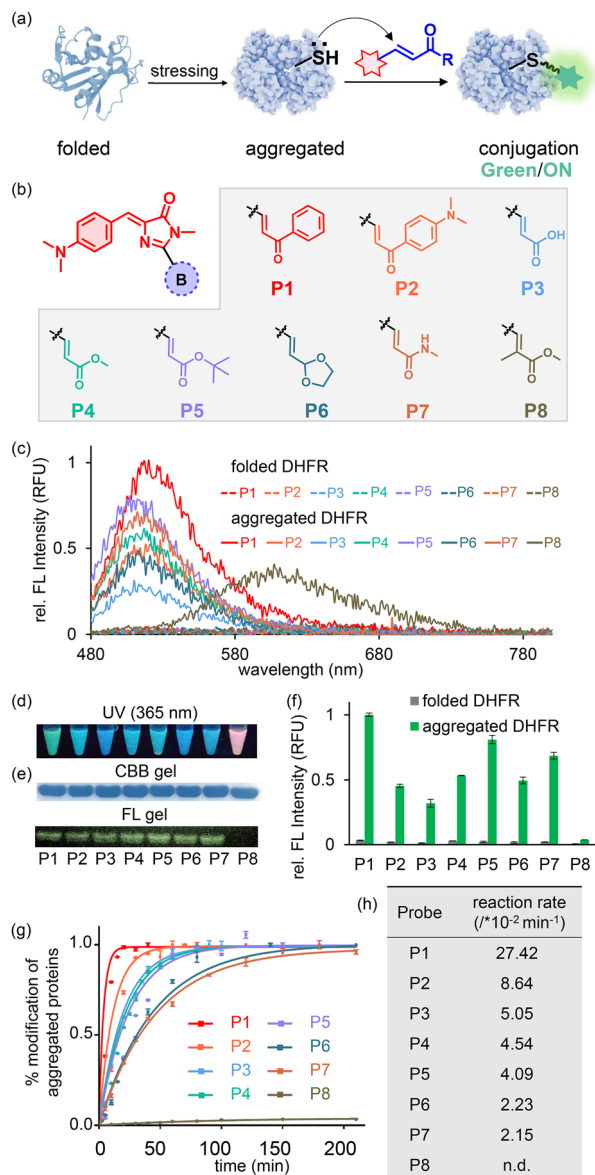 (a)
SH
O
R
S
stressing
folded
aggregated
conjugation
Green/ON
(b)
O
N
N
N
B
O
P1
N
O
P2
OH
O
P3
O
O
P4
O
O
P5
O
O
P6
H
N
O
P7
O
O
P8
(c)
rel. FL Intensity (RFU)
1
0.5
0
folded DHFR
P1 P2 P3 P4 P5 P6 P7 P8
aggregated DHFR
P1 P2 P3 P4 P5 P6 P7 P8
480 580 680 780
wavelength (nm)
(d)
UV (365 nm)
(e)
CBB gel
FL gel
P1 P2 P3 P4 P5 P6 P7 P8
(f)
rel. FL Intensity (RFU)
folded DHFR
aggregated DHFR
1
0.5
0
P1 P2 P3 P4 P5 P6 P7 P8
(g)
% modification of
aggregated proteins
1.0
0.5
0.0
P1 P5
P2 P6
P3 P7
P4 P8
0 50 100 150 200
time (min)
(h)
Probe reaction rate
(/*10⁻² min⁻¹)
P1 27.42
P2 8.64
P3 5.05
P4 4.54
P5 4.09
P6 2.23
P7 2.15
P8 n.d.